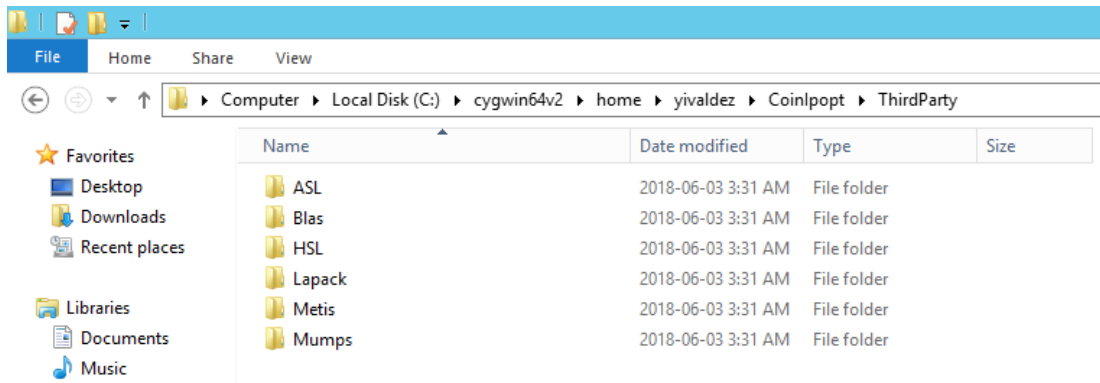 File Home Share View
Computer Local Disk (C:) cygwin64v2 home yivaldez CoinIpopt ThirdParty
Name Date modified Type Size
Favorites
Desktop
Downloads
Recent places
Libraries
Documents
Music
ASL 2018-06-03 3:31 AM File folder
Blas 2018-06-03 3:31 AM File folder
HSL 2018-06-03 3:31 AM File folder
Lapack 2018-06-03 3:31 AM File folder
Metis 2018-06-03 3:31 AM File folder
Mumps 2018-06-03 3:31 AM File folder